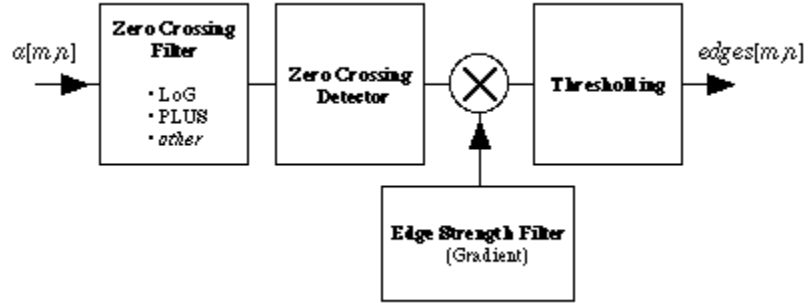 a[m,n]
Zero Crossing
Filter
• LoG
• PLUS
• other
Zero Crossing
Detector
Thresholding
edges[m,n]
Edge Strength Filter
(Gradient)